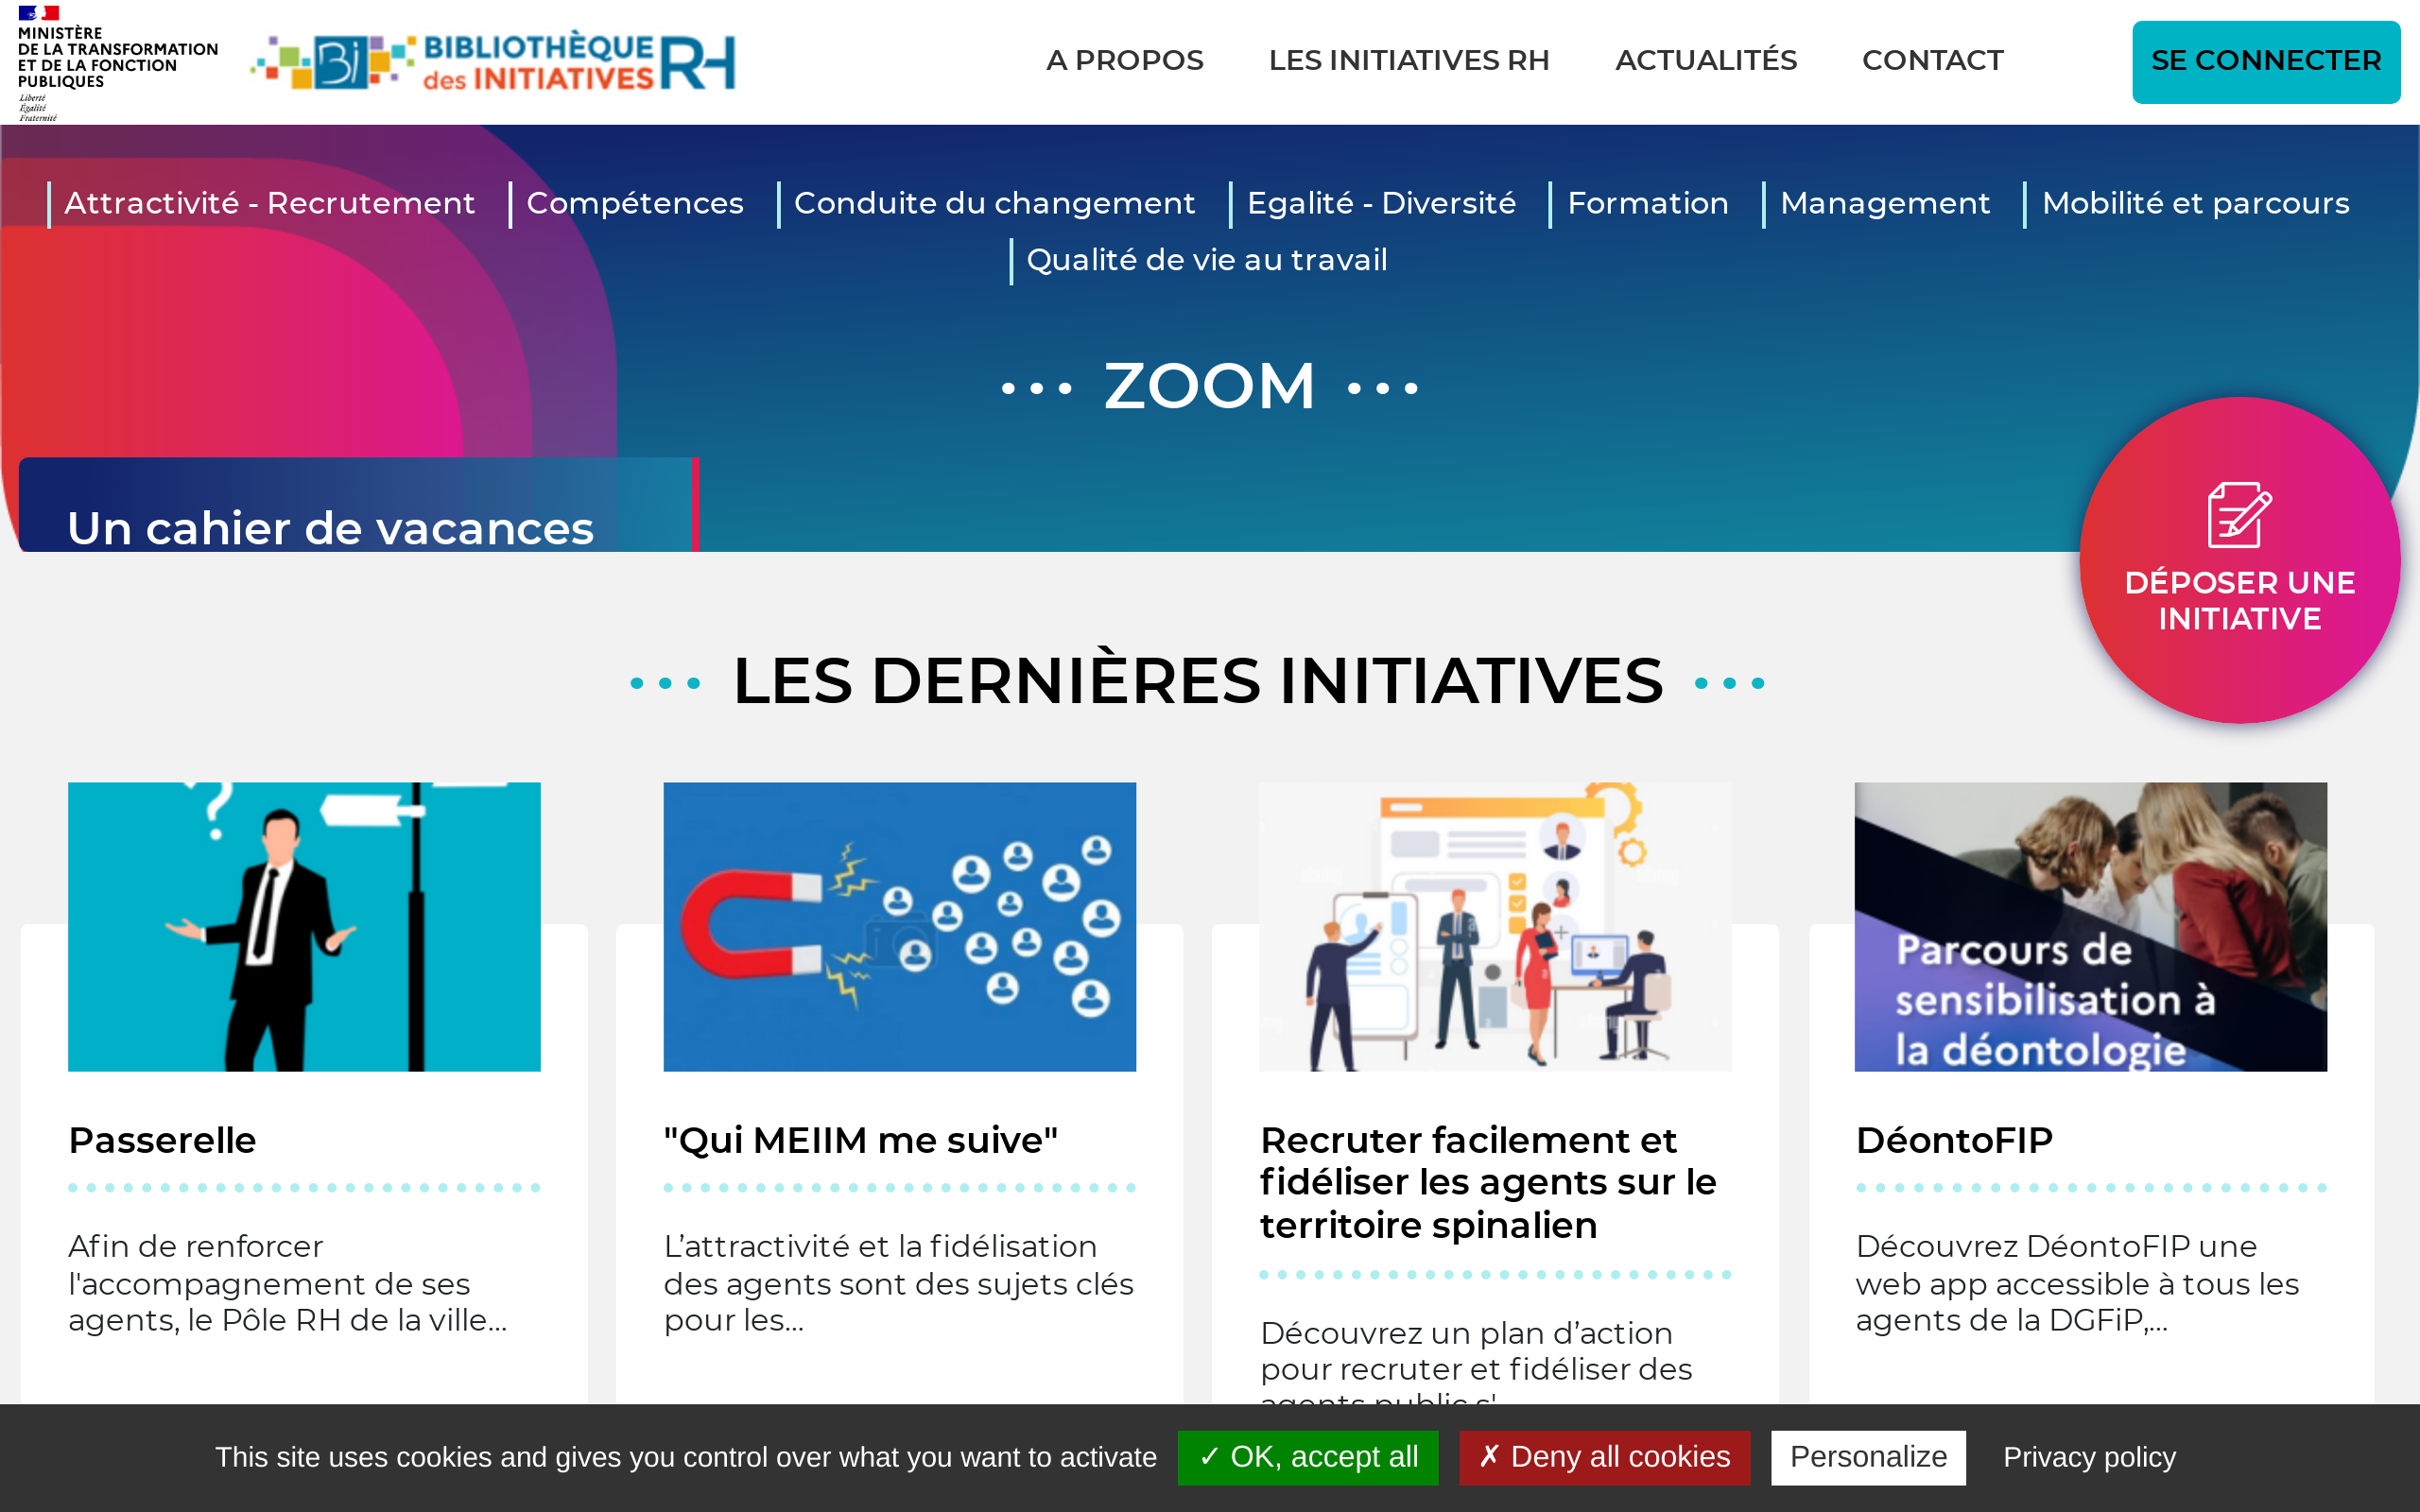 MINISTÈRE
DE LA TRANSFORMATION
ET DE LA FONCTION
PUBLIQUES
Liberté
Égalité
Fraternité
Bi BIBLIOTHÈQUE
des INITIATIVES RH
A PROPOS LES INITIATIVES RH ACTUALITÉS CONTACT SE CONNECTER
Attractivité - Recrutement Compétences Conduite du changement Egalité - Diversité Formation Management Mobilité et parcours
Qualité de vie au travail
ZOOM
Un cahier de vacances
DÉPOSER UNE
INITIATIVE
LES DERNIÈRES INITIATIVES
Passerelle
Afin de renforcer
l'accompagnement de ses
agents, le Pôle RH de la ville...
"Qui MEIIM me suive"
L’attractivité et la fidélisation
des agents sont des sujets clés
pour les...
Recruter facilement et
fidéliser les agents sur le
territoire spinalien
Découvrez un plan d’action
pour recruter et fidéliser des
agents public s'...
Parcours de
sensibilisation à
la déontologie
DéontoFIP
Découvrez DéontoFIP une
web app accessible à tous les
agents de la DGFiP,...
This site uses cookies and gives you control over what you want to activate ✓ OK, accept all ✗ Deny all cookies Personalize Privacy policy